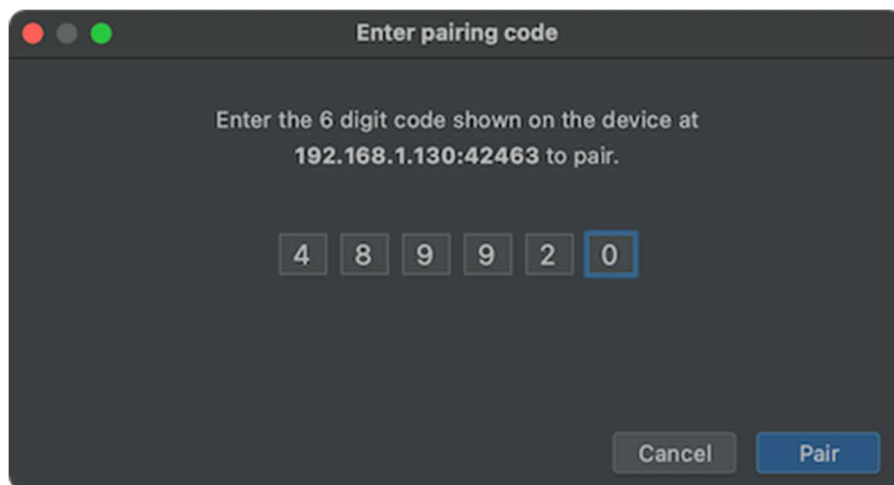 Enter pairing code
Enter the 6 digit code shown on the device at
192.168.1.130:42463 to pair.
4 8 9 9 2 0
Cancel Pair